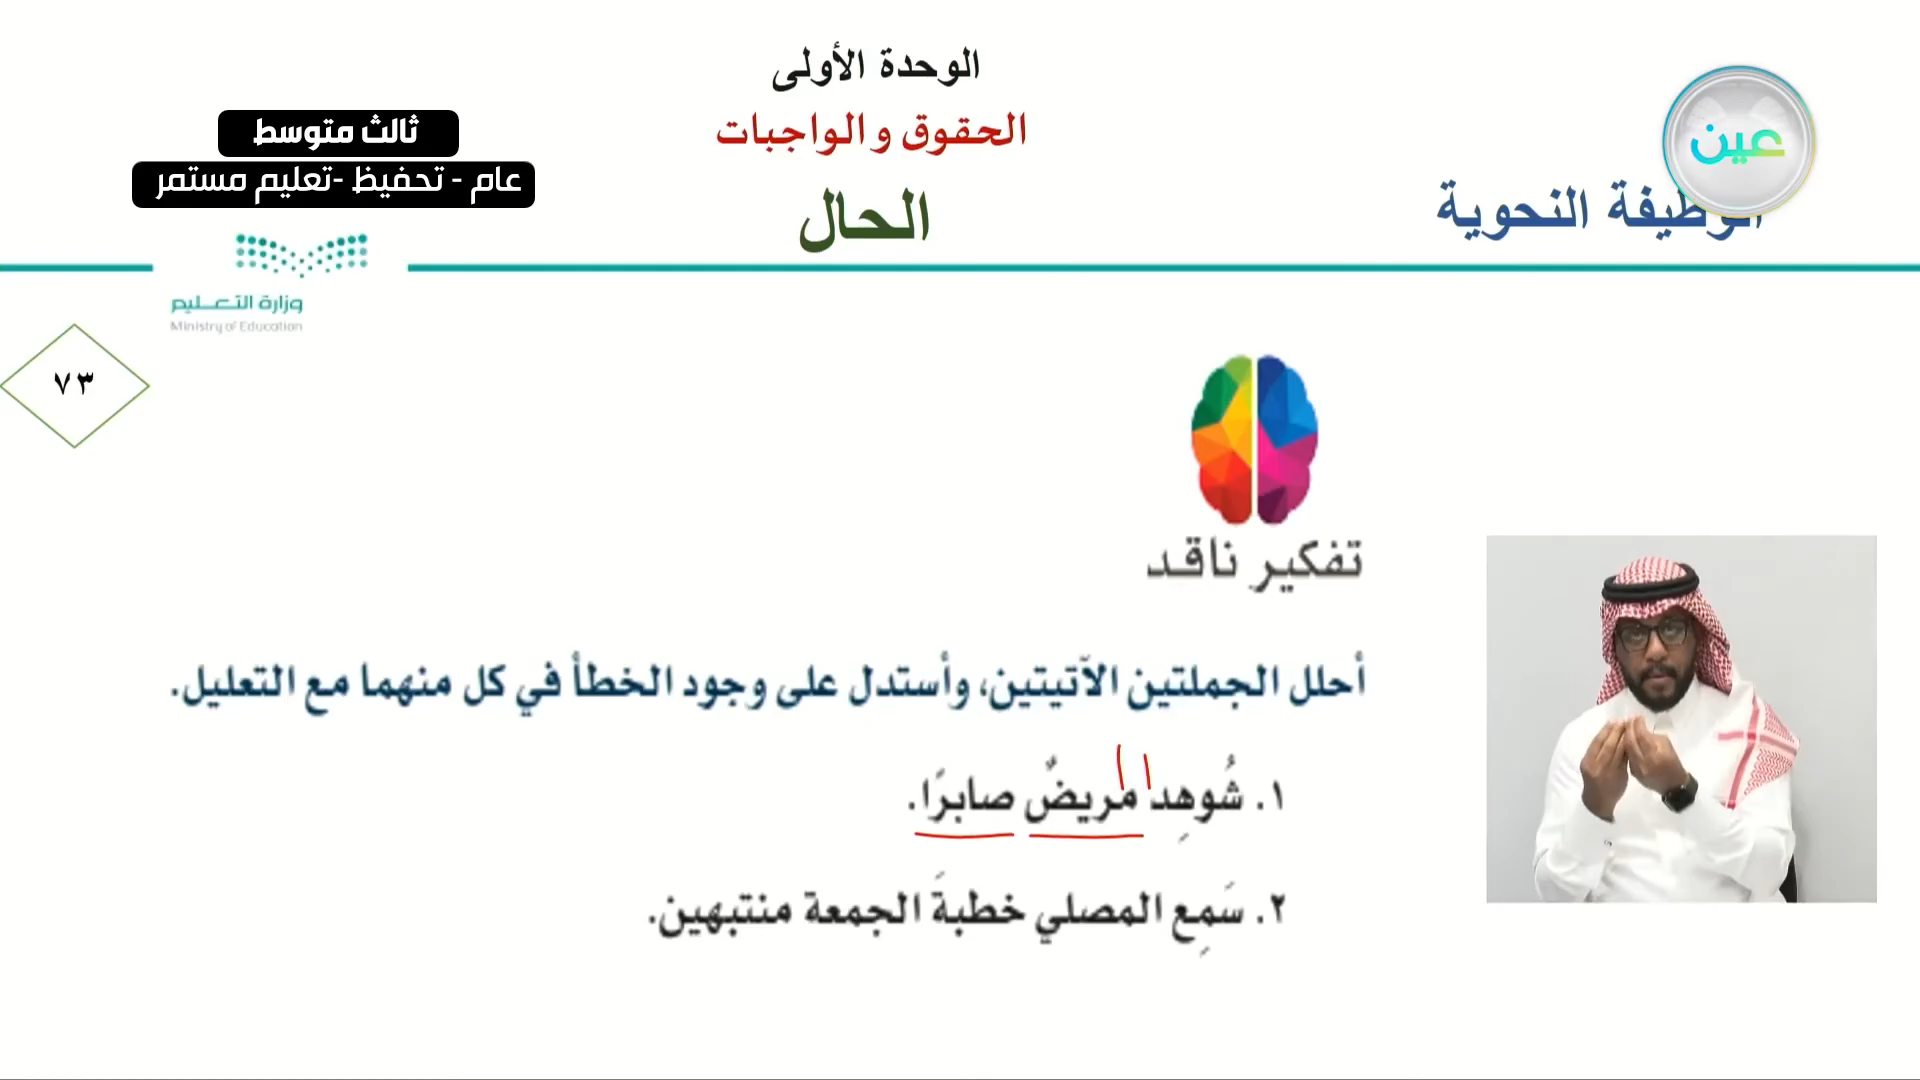 الوحدة الأولى
الحقوق والواجبات
الحال
عين
الوظيفة النحوية
ثالث متوسط
عام - تحفيظ -تعليم مستمر
وزارة التعليم
Ministry of Education
٧٣
تفكير ناقد
أحلل الجملتين الآتيتين، وأستدل على وجود الخطأ في كل منهما مع التعليل.
١. شُوهِد مريضٌ صابرًا.
٢. سَمِع المصلي خطبةَ الجمعة منتبهين.